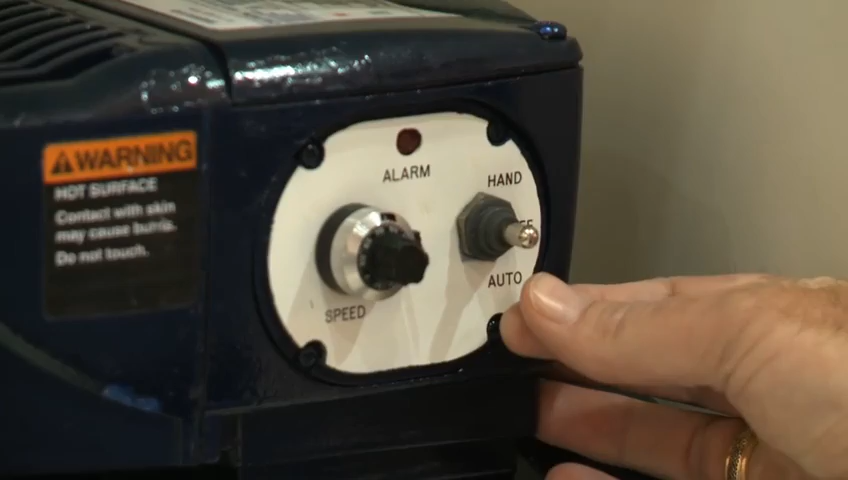 WARNING
HOT SURFACE
Contact with skin
may cause burns.
Do not touch.
ALARM
HAND
AUTO
SPEED